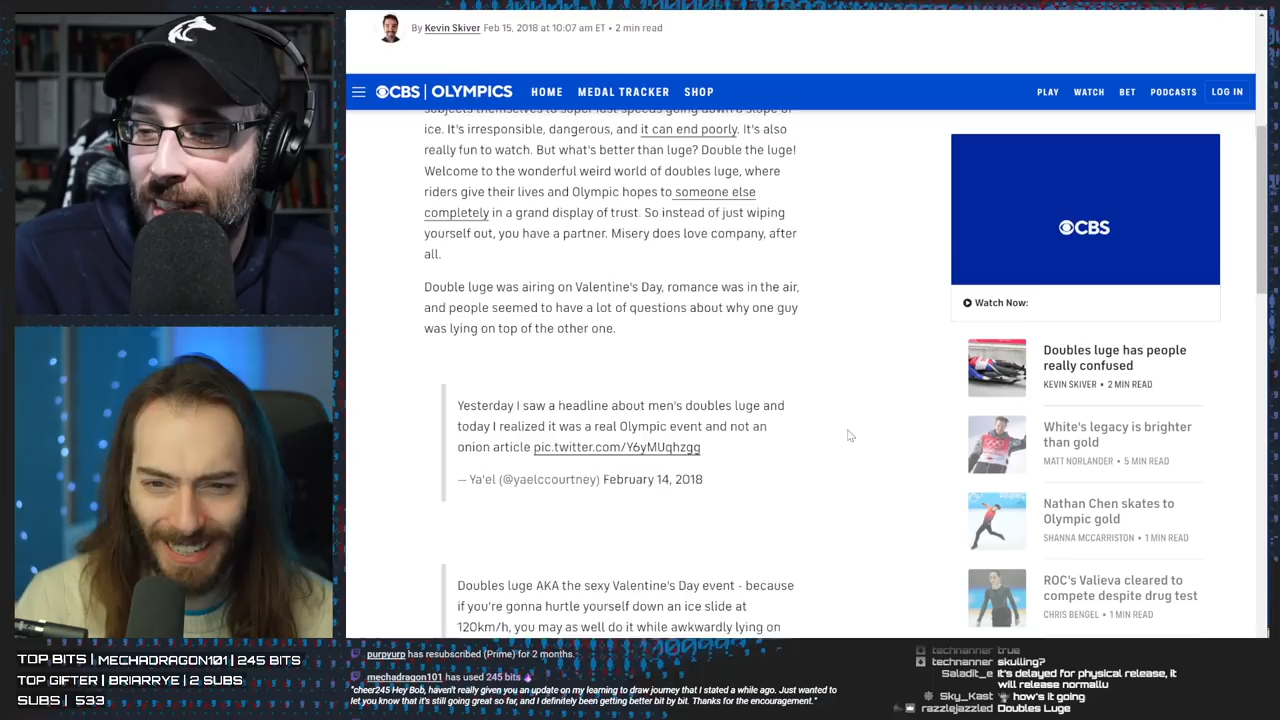 By Kevin Skiver Feb 15, 2018 at 10:07 am ET • 2 min read
CBS | OLYMPICS HOME MEDAL TRACKER SHOP
PLAY WATCH BET PODCASTS LOG IN
subjects themselves to super fast speeds going down a slope of
ice. It's irresponsible, dangerous, and it can end poorly. It's also
really fun to watch. But what's better than luge? Double the luge!
Welcome to the wonderful weird world of doubles luge, where
riders give their lives and Olympic hopes to someone else
completely in a grand display of trust. So instead of just wiping
yourself out, you have a partner. Misery does love company, after
all.
Double luge was airing on Valentine's Day, romance was in the air,
and people seemed to have a lot of questions about why one guy
was lying on top of the other one.
Yesterday I saw a headline about men's doubles luge and
today I realized it was a real Olympic event and not an
onion article pic.twitter.com/Y6yMUqhzgg
— Ya'el (@yaelccourtney) February 14, 2018
Doubles luge AKA the sexy Valentine's Day event - because
if you're gonna hurtle yourself down an ice slide at
120km/h, you may as well do it while awkwardly lying on
CBS
Watch Now:
Doubles luge has people
really confused
KEVIN SKIVER • 2 MIN READ
White's legacy is brighter
than gold
MATT NORLANDER • 5 MIN READ
Nathan Chen skates to
Olympic gold
SHANNA MCCARRISTON • 1 MIN READ
ROC's Valieva cleared to
compete despite drug test
CHRIS BENGEL • 1 MIN READ
TOP BITS | MECHADRAGON101 | 245 BITS
TOP GIFTER | BRIARRYE | 2 SUBS
SUBS | 533
purpyurp has resubscribed (Prime) for 2 months.
mechadragon101 has used 245 bits
"cheer245 Hey Bob, haven't really given you an update on my learning to draw journey that I stated a while ago. Just wanted to
let you know that it's still going great so far, and I definitely been getting better bit by bit. Thanks for the encouragement."
technanner true
technanner skulling?
Saladit_e it's delayed for physical release, it
will release normallu
Sky_Kast how's it going
razzlejazzled Doubles Luge